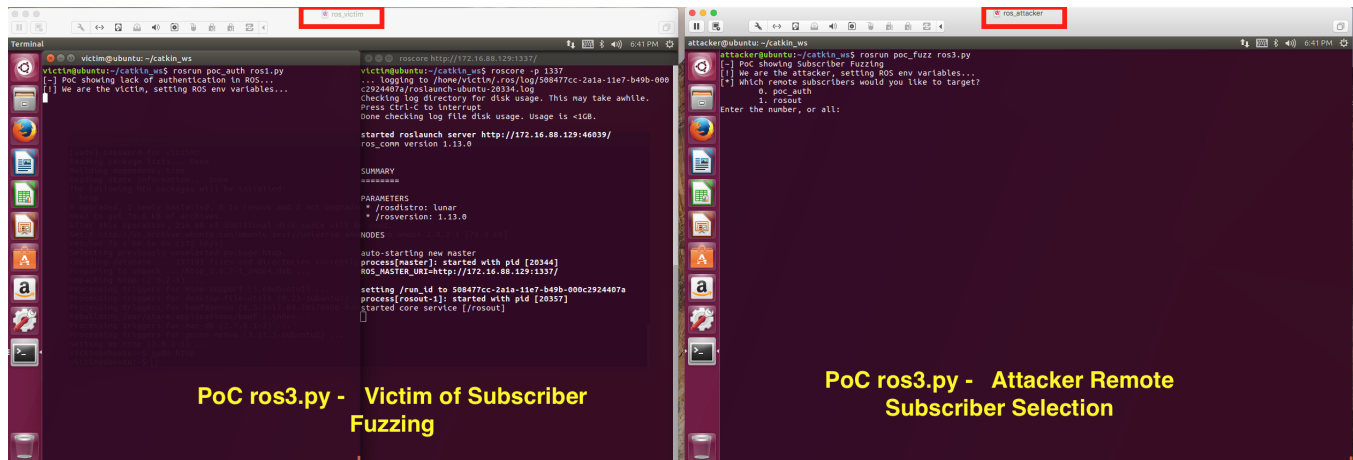 ros_victim
Terminal
6:41 PM
victim@ubuntu: ~/catkin_ws
victim@ubuntu:~/catkin_ws$ rosrun poc_auth ros1.py
[~] PoC showing lack of authentication in ROS...
[!] We are the victim, setting ROS env variables...
roscore http://172.16.88.129:1337/
victim@ubuntu:~/catkin_ws$ roscore -p 1337
... logging to /home/victim/.ros/log/508477cc-2a1a-11e7-b49b-000
c2924407a/roslaunch-ubuntu-20334.log
Checking log directory for disk usage. This may take awhile.
Press Ctrl-C to interrupt
Done checking log file disk usage. Usage is <1GB.
started roslaunch server http://172.16.88.129:46039/
ros_comm version 1.13.0
SUMMARY
========
PARAMETERS
* /rosdistro: lunar
* /rosversion: 1.13.0
NODES
auto-starting new master
process[master]: started with pid [20344]
ROS_MASTER_URI=http://172.16.88.129:1337/
setting /run_id to 508477cc-2a1a-11e7-b49b-000c2924407a
process[rosout-1]: started with pid [20357]
started core service [/rosout]
PoC ros3.py - Victim of Subscriber
Fuzzing
ros_attacker
attacker@ubuntu: ~/catkin_ws
6:41 PM
attacker@ubuntu:~/catkin_ws$ rosrun poc_fuzz ros3.py
[~] PoC showing Subscriber Fuzzing
[!] We are the attacker, setting ROS env variables...
[*] Which remote subscribers would you like to target?
0. poc_auth
1. rosout
Enter the number, or all:
PoC ros3.py - Attacker Remote
Subscriber Selection